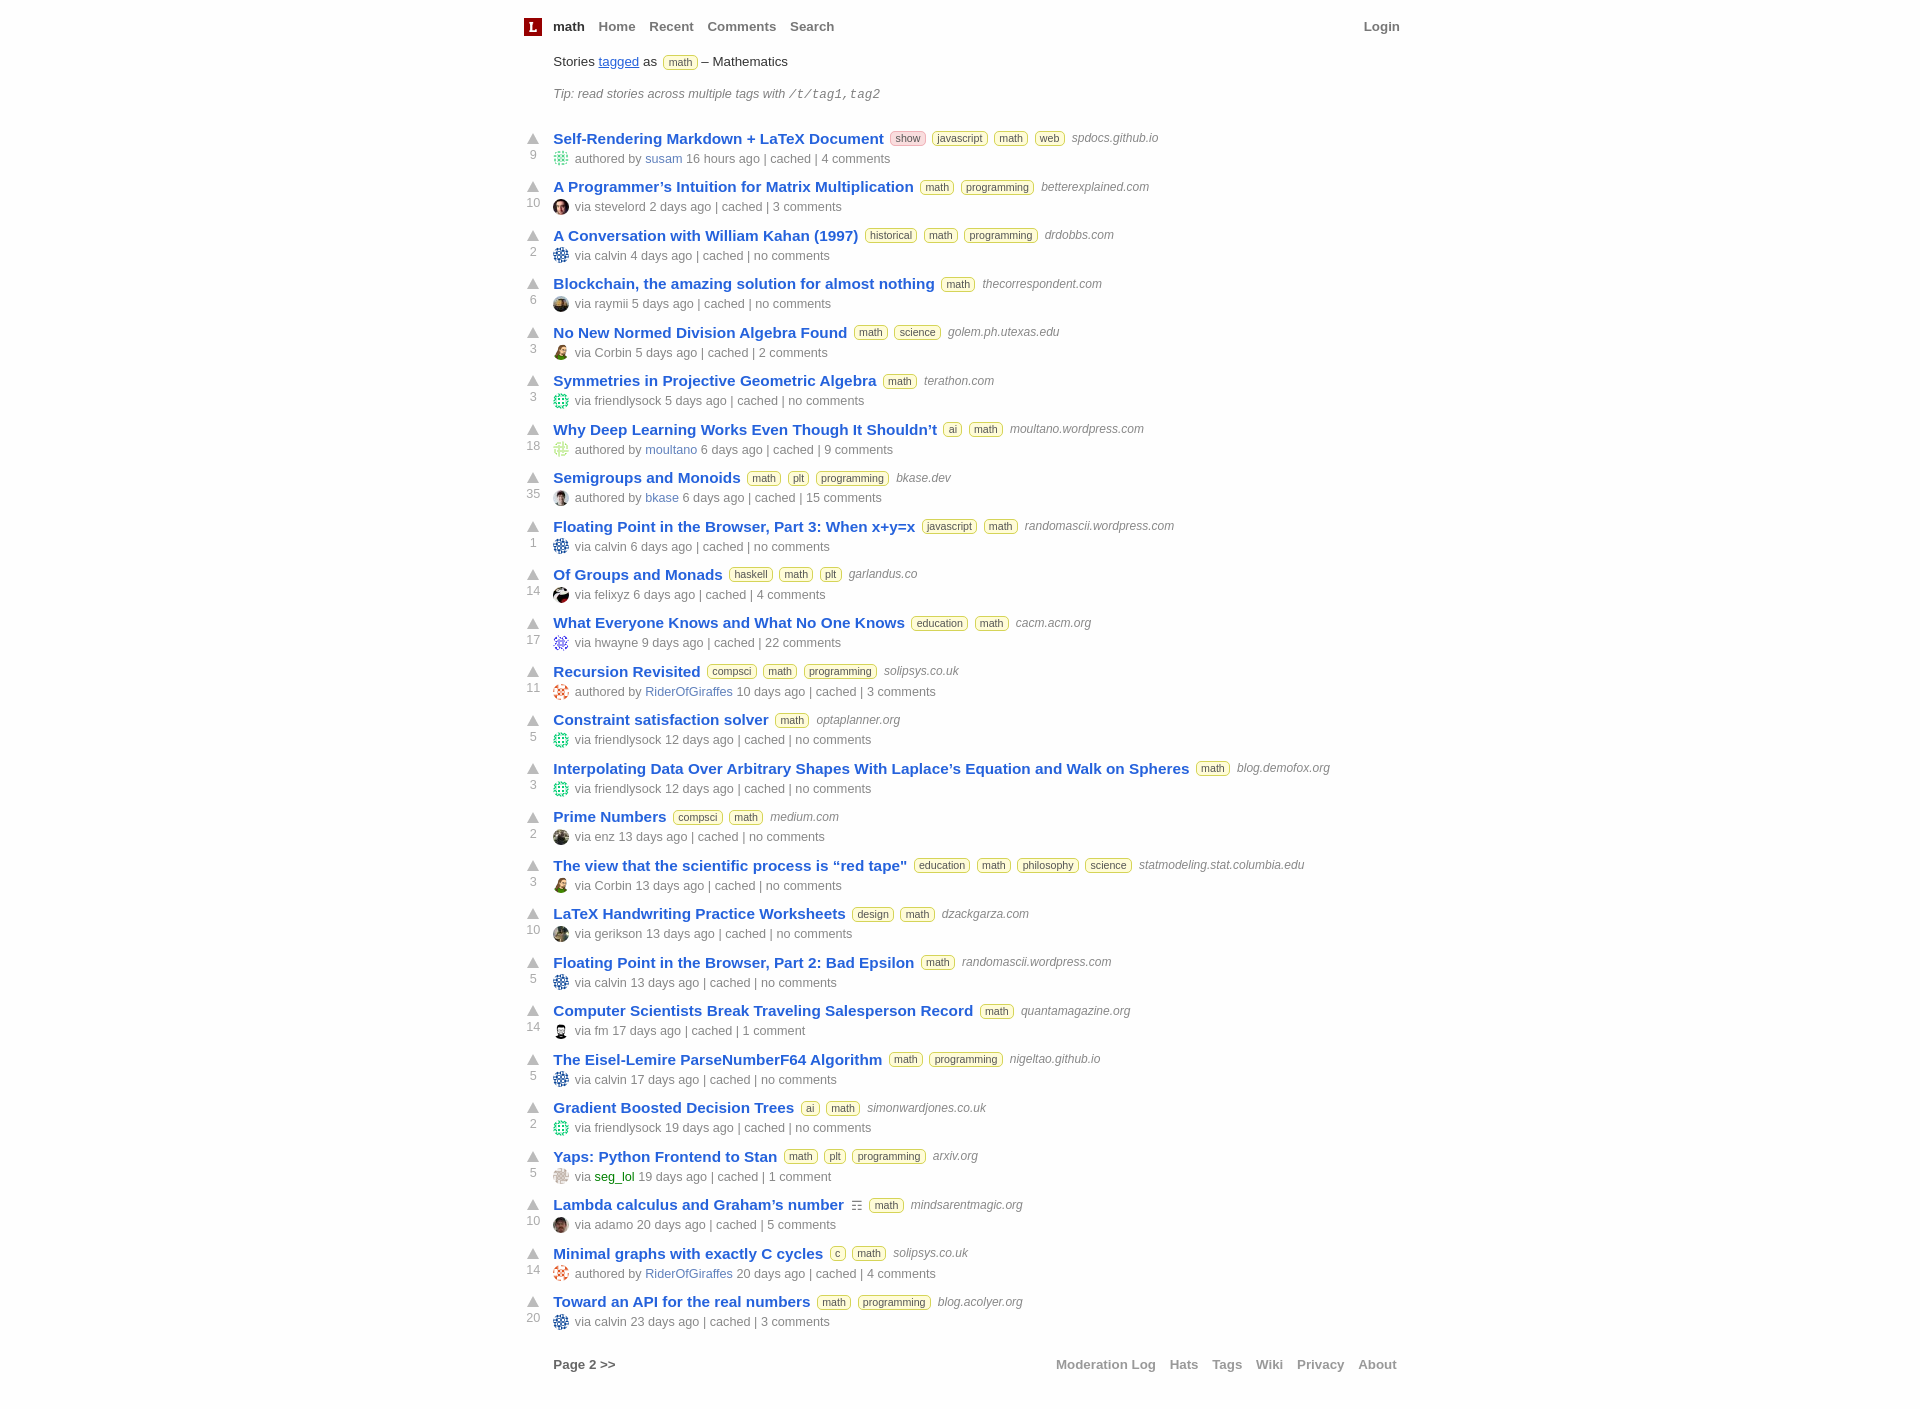 L math Home Recent Comments Search Login
Stories tagged as math – Mathematics
Tip: read stories across multiple tags with /t/tag1,tag2
Self-Rendering Markdown + LaTeX Document show javascript math web spdocs.github.io
9 authored by susam 16 hours ago | cached | 4 comments
A Programmer’s Intuition for Matrix Multiplication math programming betterexplained.com
10 via stevelord 2 days ago | cached | 3 comments
A Conversation with William Kahan (1997) historical math programming drdobbs.com
2 via calvin 4 days ago | cached | no comments
Blockchain, the amazing solution for almost nothing math thecorrespondent.com
6 via raymii 5 days ago | cached | no comments
No New Normed Division Algebra Found math science golem.ph.utexas.edu
3 via Corbin 5 days ago | cached | 2 comments
Symmetries in Projective Geometric Algebra math terathon.com
3 via friendlysock 5 days ago | cached | no comments
Why Deep Learning Works Even Though It Shouldn’t ai math moultano.wordpress.com
18 authored by moultano 6 days ago | cached | 9 comments
Semigroups and Monoids math plt programming bkase.dev
35 authored by bkase 6 days ago | cached | 15 comments
Floating Point in the Browser, Part 3: When x+y=x javascript math randomascii.wordpress.com
1 via calvin 6 days ago | cached | no comments
Of Groups and Monads haskell math plt garlandus.co
14 via felixyz 6 days ago | cached | 4 comments
What Everyone Knows and What No One Knows education math cacm.acm.org
17 via hwayne 9 days ago | cached | 22 comments
Recursion Revisited compsci math programming solipsys.co.uk
11 authored by RiderOfGiraffes 10 days ago | cached | 3 comments
Constraint satisfaction solver math optaplanner.org
5 via friendlysock 12 days ago | cached | no comments
Interpolating Data Over Arbitrary Shapes With Laplace’s Equation and Walk on Spheres math blog.demofox.org
3 via friendlysock 12 days ago | cached | no comments
Prime Numbers compsci math medium.com
2 via enz 13 days ago | cached | no comments
The view that the scientific process is “red tape" education math philosophy science statmodeling.stat.columbia.edu
3 via Corbin 13 days ago | cached | no comments
LaTeX Handwriting Practice Worksheets design math dzackgarza.com
10 via gerikson 13 days ago | cached | no comments
Floating Point in the Browser, Part 2: Bad Epsilon math randomascii.wordpress.com
5 via calvin 13 days ago | cached | no comments
Computer Scientists Break Traveling Salesperson Record math quantamagazine.org
14 via fm 17 days ago | cached | 1 comment
The Eisel-Lemire ParseNumberF64 Algorithm math programming nigeltao.github.io
5 via calvin 17 days ago | cached | no comments
Gradient Boosted Decision Trees ai math simonwardjones.co.uk
2 via friendlysock 19 days ago | cached | no comments
Yaps: Python Frontend to Stan math plt programming arxiv.org
5 via seg_lol 19 days ago | cached | 1 comment
Lambda calculus and Graham’s number ☶ math mindsarentmagic.org
10 via adamo 20 days ago | cached | 5 comments
Minimal graphs with exactly C cycles c math solipsys.co.uk
14 authored by RiderOfGiraffes 20 days ago | cached | 4 comments
Toward an API for the real numbers math programming blog.acolyer.org
20 via calvin 23 days ago | cached | 3 comments
Page 2 >> Moderation Log Hats Tags Wiki Privacy About